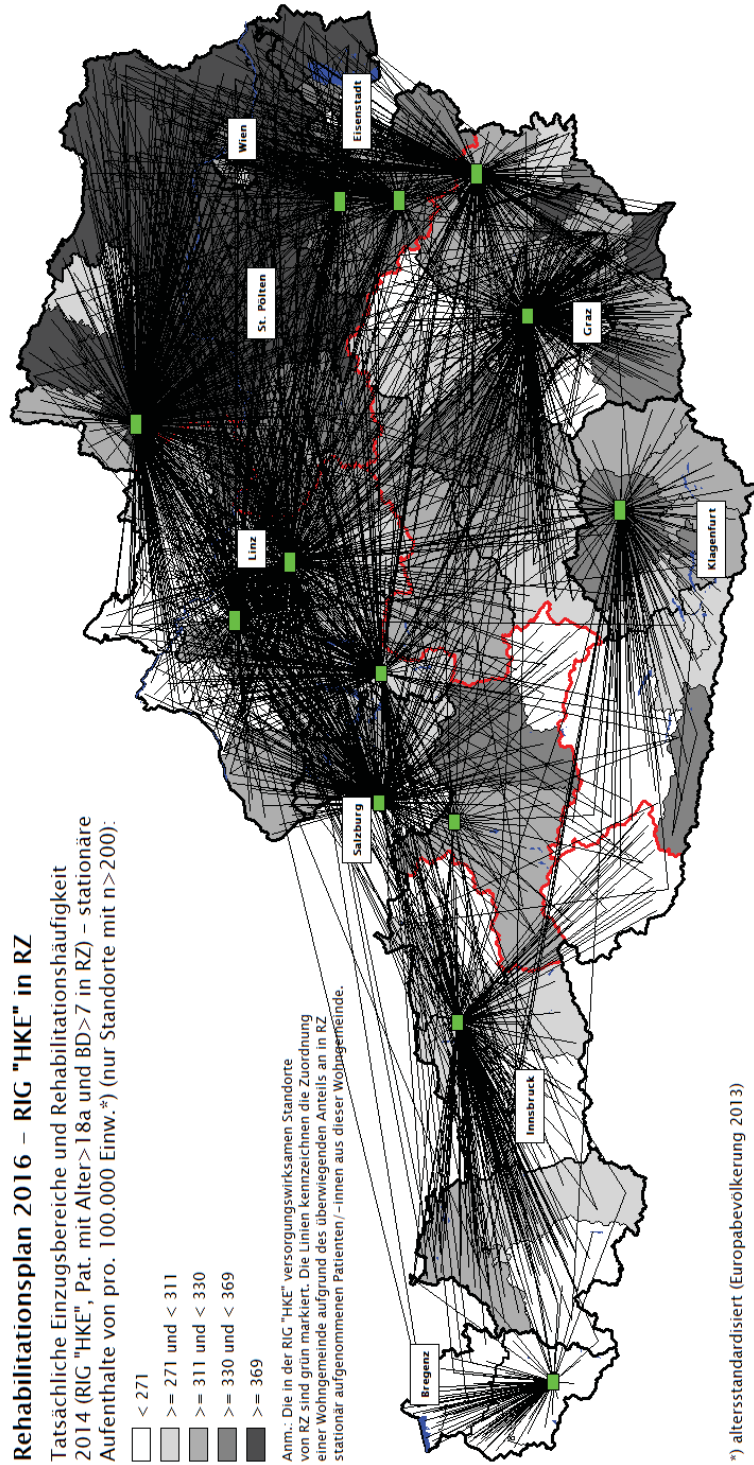 Rehabilitationsplan 2016 – RIG "HKE" in RZ
Tatsächliche Einzugsbereiche und Rehabilitationshäufigkeit
2014 (RIG "HKE", Pat. mit Alter>18a und BD>7 in RZ) – stationäre
Aufenthalte von pro. 100.000 Einw.*) (nur Standorte mit n>200):
< 271
>= 271 und < 311
>= 311 und < 330
>= 330 und < 369
>= 369
Anm.: Die in der RIG "HKE" versorgungswirksamen Standorte
von RZ sind grün markiert. Die Linien kennzeichnen die Zuordnung
einer Wohngemeinde aufgrund des überwiegenden Anteils an in RZ
stationär aufgenommenen Patienten/-innen aus dieser Wohngemeinde.
Bregenz
Innsbruck
Salzburg
Linz
St. Pölten
Wien
Eisenstadt
Graz
Klagenfurt
*) altersstandardisiert (Europabevölkerung 2013)